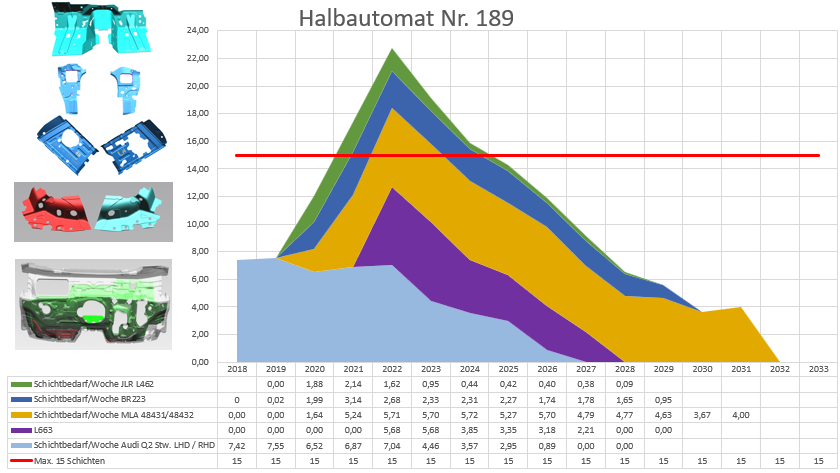 Halbautomat Nr. 189
24,00
22,00
20,00
18,00
16,00
14,00
12,00
10,00
8,00
6,00
4,00
2,00
0,00
2018 2019 2020 2021 2022 2023 2024 2025 2026 2027 2028 2029 2030 2031 2032 2033
Schichtbedarf/Woche JLR L462 0,00 1,88 2,14 1,62 0,95 0,44 0,42 0,40 0,38 0,09
Schichtbedarf/Woche BR223 0 0,02 1,99 3,14 2,68 2,33 2,31 2,27 1,74 1,78 1,65 0,95
Schichtbedarf/Woche MLA 48431/48432 0,00 0,00 1,64 5,24 5,71 5,70 5,72 5,27 5,70 4,79 4,77 4,63 3,67 4,00
L663 0,00 0,00 0,00 0,00 5,68 5,68 3,85 3,35 3,18 2,21 0,00 0,00
Schichtbedarf/Woche Audi Q2 Stw. LHD / RHD 7,42 7,55 6,52 6,87 7,04 4,46 3,57 2,95 0,89 0,00 0,00
Max. 15 Schichten 15 15 15 15 15 15 15 15 15 15 15 15 15 15 15 15